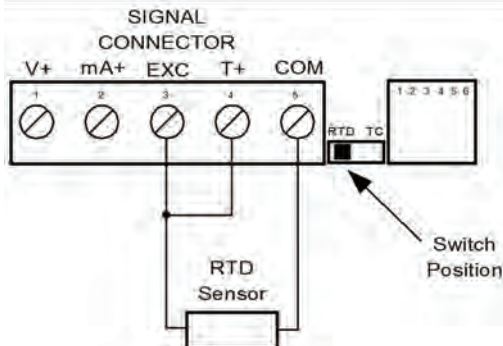 SIGNAL
CONNECTOR
V+ mA+ EXC T+ COM
1 2 3 4 5
1 2 3 4 5 6
RTD TC
Switch
Position
RTD
Sensor